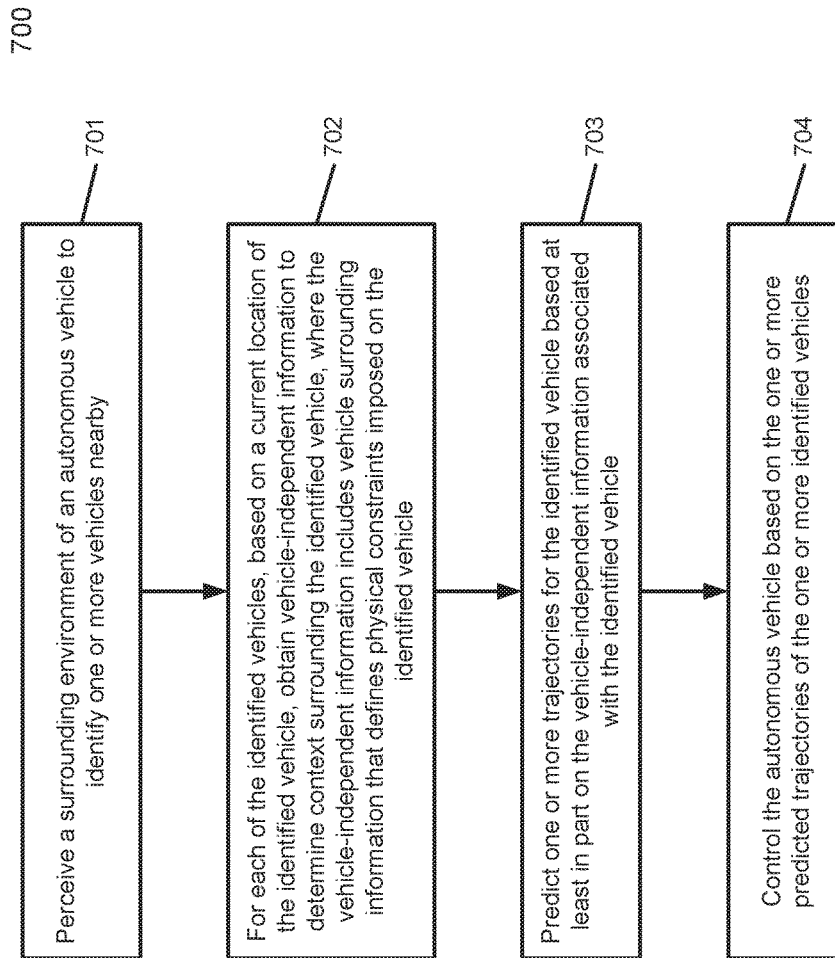 700
Perceive a surrounding environment of an autonomous vehicle to
identify one or more vehicles nearby
701
For each of the identified vehicles, based on a current location of
the identified vehicle, obtain vehicle-independent information to
determine context surrounding the identified vehicle, where the
vehicle-independent information includes vehicle surrounding
information that defines physical constraints imposed on the
identified vehicle
702
Predict one or more trajectories for the identified vehicle based at
least in part on the vehicle-independent information associated
with the identified vehicle
703
Control the autonomous vehicle based on the one or more
predicted trajectories of the one or more identified vehicles
704